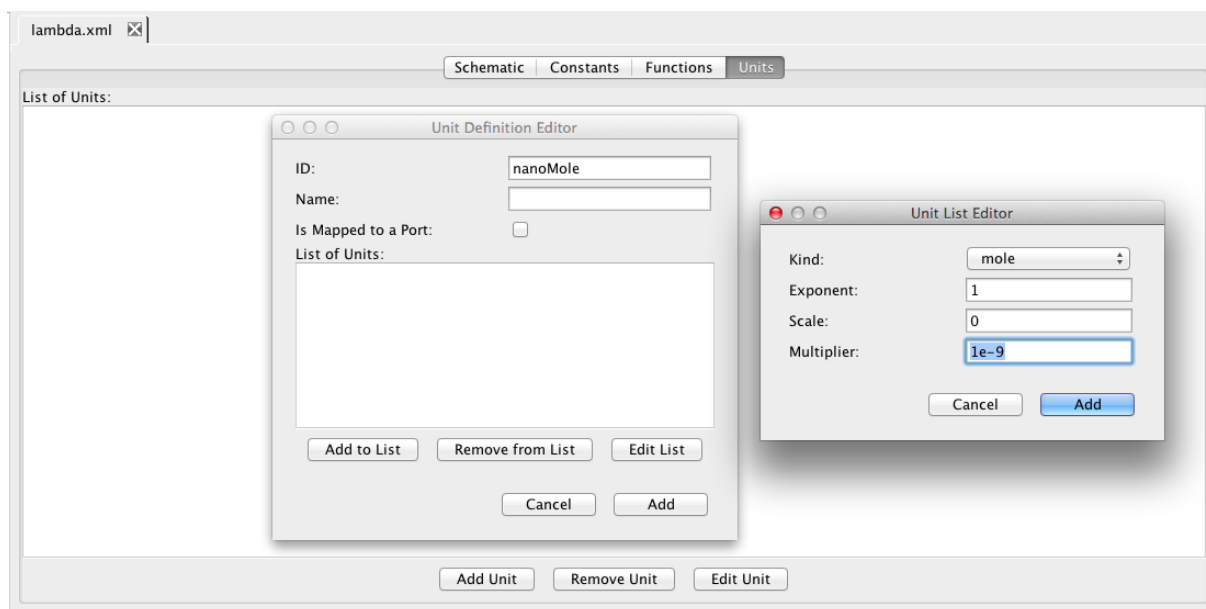 lambda.xml
Schematic Constants Functions Units
List of Units:
Unit Definition Editor
ID: nanoMole
Name:
Is Mapped to a Port:
List of Units:
Add to List Remove from List Edit List
Cancel Add
Unit List Editor
Kind: mole
Exponent: 1
Scale: 0
Multiplier: 1e-9
Cancel Add
Add Unit Remove Unit Edit Unit